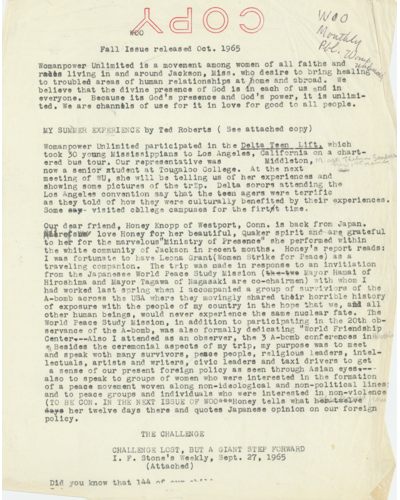 COPY
WOO
WOO
Monthly
Fall Issue released Oct. 1965
Womanpower Unlimited is a movement among women of all faiths and
races living in and around Jackson, Miss. who desire to bring healing
to troubled areas of human relationships at home and abroad. We
believe that the divine presence of God is in each of us and in
everyone. Because its God's presence and God's power, it is unlimi-
ted. We are channels of use for it in love for good to all people.
MY SUMMER EXPERIENCE by Ted Roberts ( See attached copy)
Womanpower Unlimited participated in the Delta Teen Lift, which
took 30 young Mississippians to Los Angeles, California on a chart-
ered bus tour. Our representative was Middleton,
now a senior student at Tougaloo College. At the next
meeting of WU, she will be telling us of her experiences and
showing some pictures of the trip. Delta sorors attending the
Los Angeles convention say that the teen agers were terrific
as they told of how they were culturally benefited by their experiences.
Some say visited college campuses for the first time.
Our dear friend, Honey Knopp of Westport, Conn. is back from Japan.
love Honey for her beautiful, Quaker spirit and are grateful
to her for the marvelous "Ministry of Presence" she performed within
the white community of Jackson in recent months. Honey's report reads:
I was fortunate to have Leona Grant(Women Strike for Peace) as a
traveling companion. The trip was made in response to an invitation
from the Japanese World Peace Study Mission (the two Mayor Hamai of
Hiroshima and Mayor Tagawa of Nagasaki are co-chairmen) with whom I
had worked last spring when I accompanied a group of survivors of the
A-bomb across the USA where they movingly shared their horrible history
of exposure with the people of my country in the hope that we, and all
other human beings, would never experience the same nuclear fate. The
World Peace Study Mission, in addition to participating in the 20th ob-
servance of the A-bomb, was also formally dedicating "World Friendship
Center---Also I attended as an observer, the 3 A-bomb conferences in
Besides the ceremonial aspects of my trip, my purpose was to meet
and speak with many survivors, peace people, religious leaders, intel-
lectuals, artists and writers, civic leaders and taxi drivers to get
a sense of our present foreign policy as seen through Asian eyes---
also to speak to groups of women who were interested in the formation
of a peace movement along non-ideological and non-political lines;
and to peace groups and individuals who were interested in non-violence
(TO BE CON. IN THE NEXT ISSUE OF WOO---Honey tells what
days her twelve days there and quotes Japanese opinion on our foreign
policy.
THE CHALLENGE
CHALLENGE LOST, BUT A GIANT STEP FORWARD
I. F. Stone's Weekly, Sept. 27, 1965
(Attached)
Did you know that 144 of